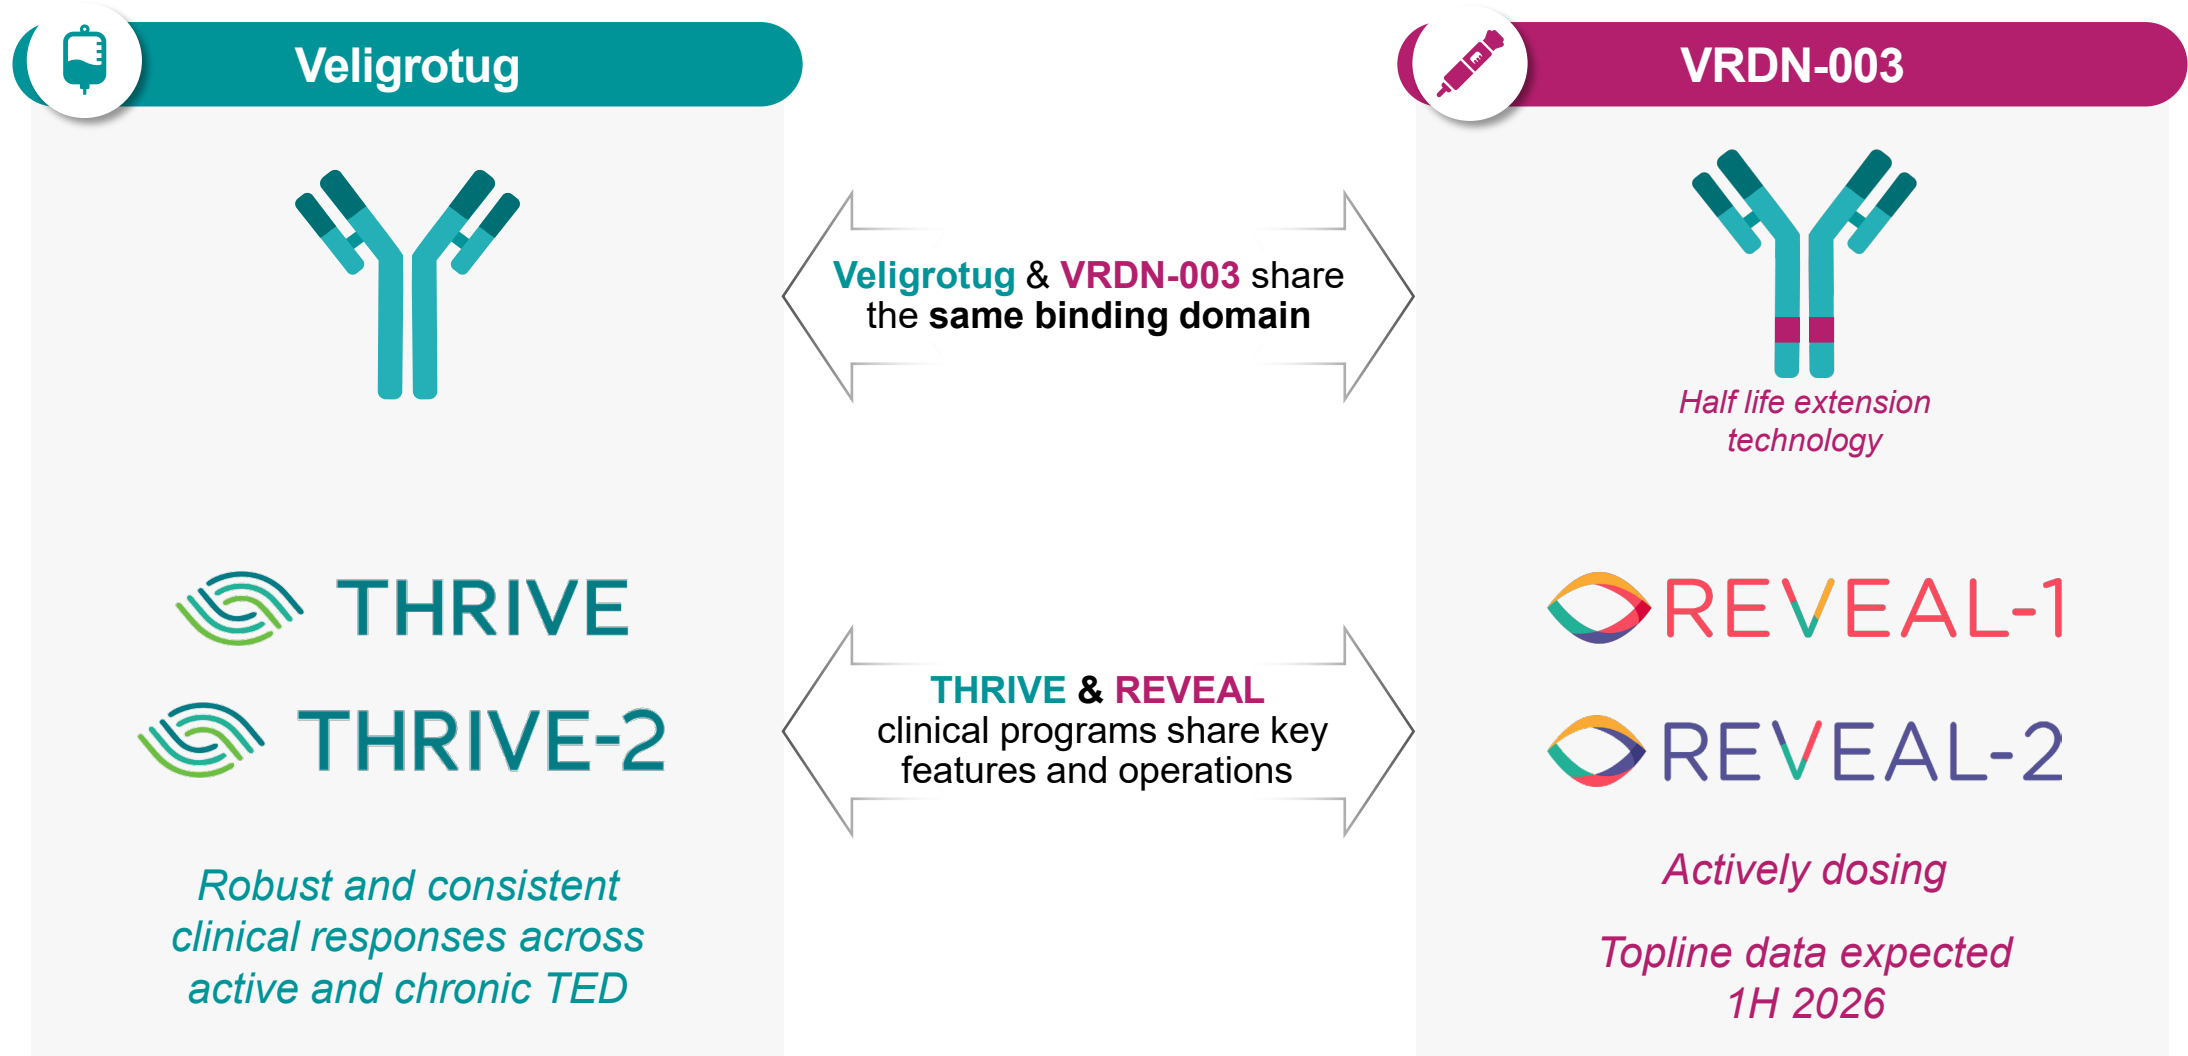 Veligrotug
VRDN-003
Veligrotug & VRDN-003 share
the same binding domain
Half life extension
technology
THRIVE
THRIVE-2
THRIVE & REVEAL
clinical programs share key
features and operations
REVEAL-1
REVEAL-2
Robust and consistent
clinical responses across
active and chronic TED
Actively dosing
Topline data expected
1H 2026